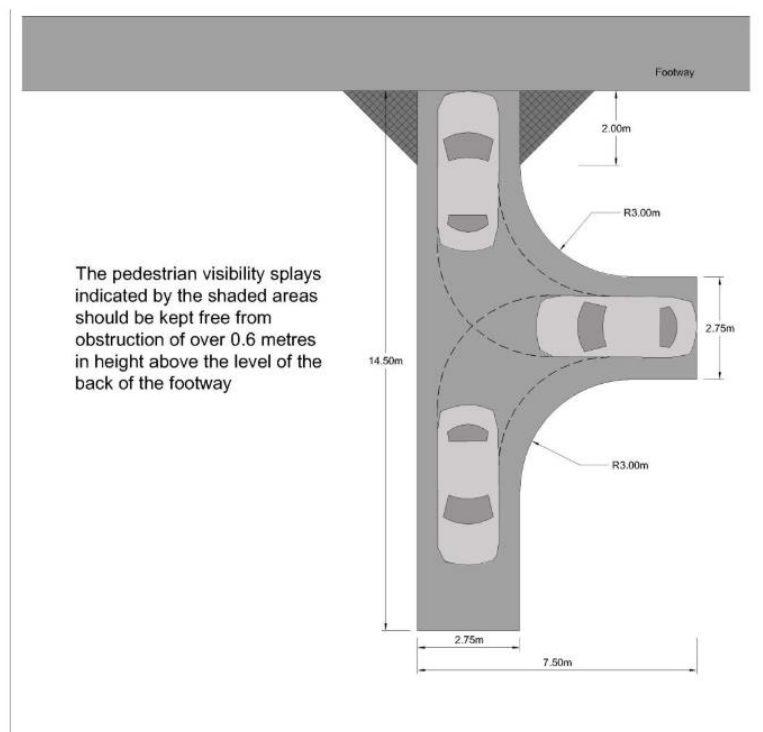 Footway
2.00m
R3.00m
The pedestrian visibility splays
indicated by the shaded areas
should be kept free from
obstruction of over 0.6 metres
in height above the level of the
back of the footway
2.75m
14.50m
R3.00m
2.75m
7.50m